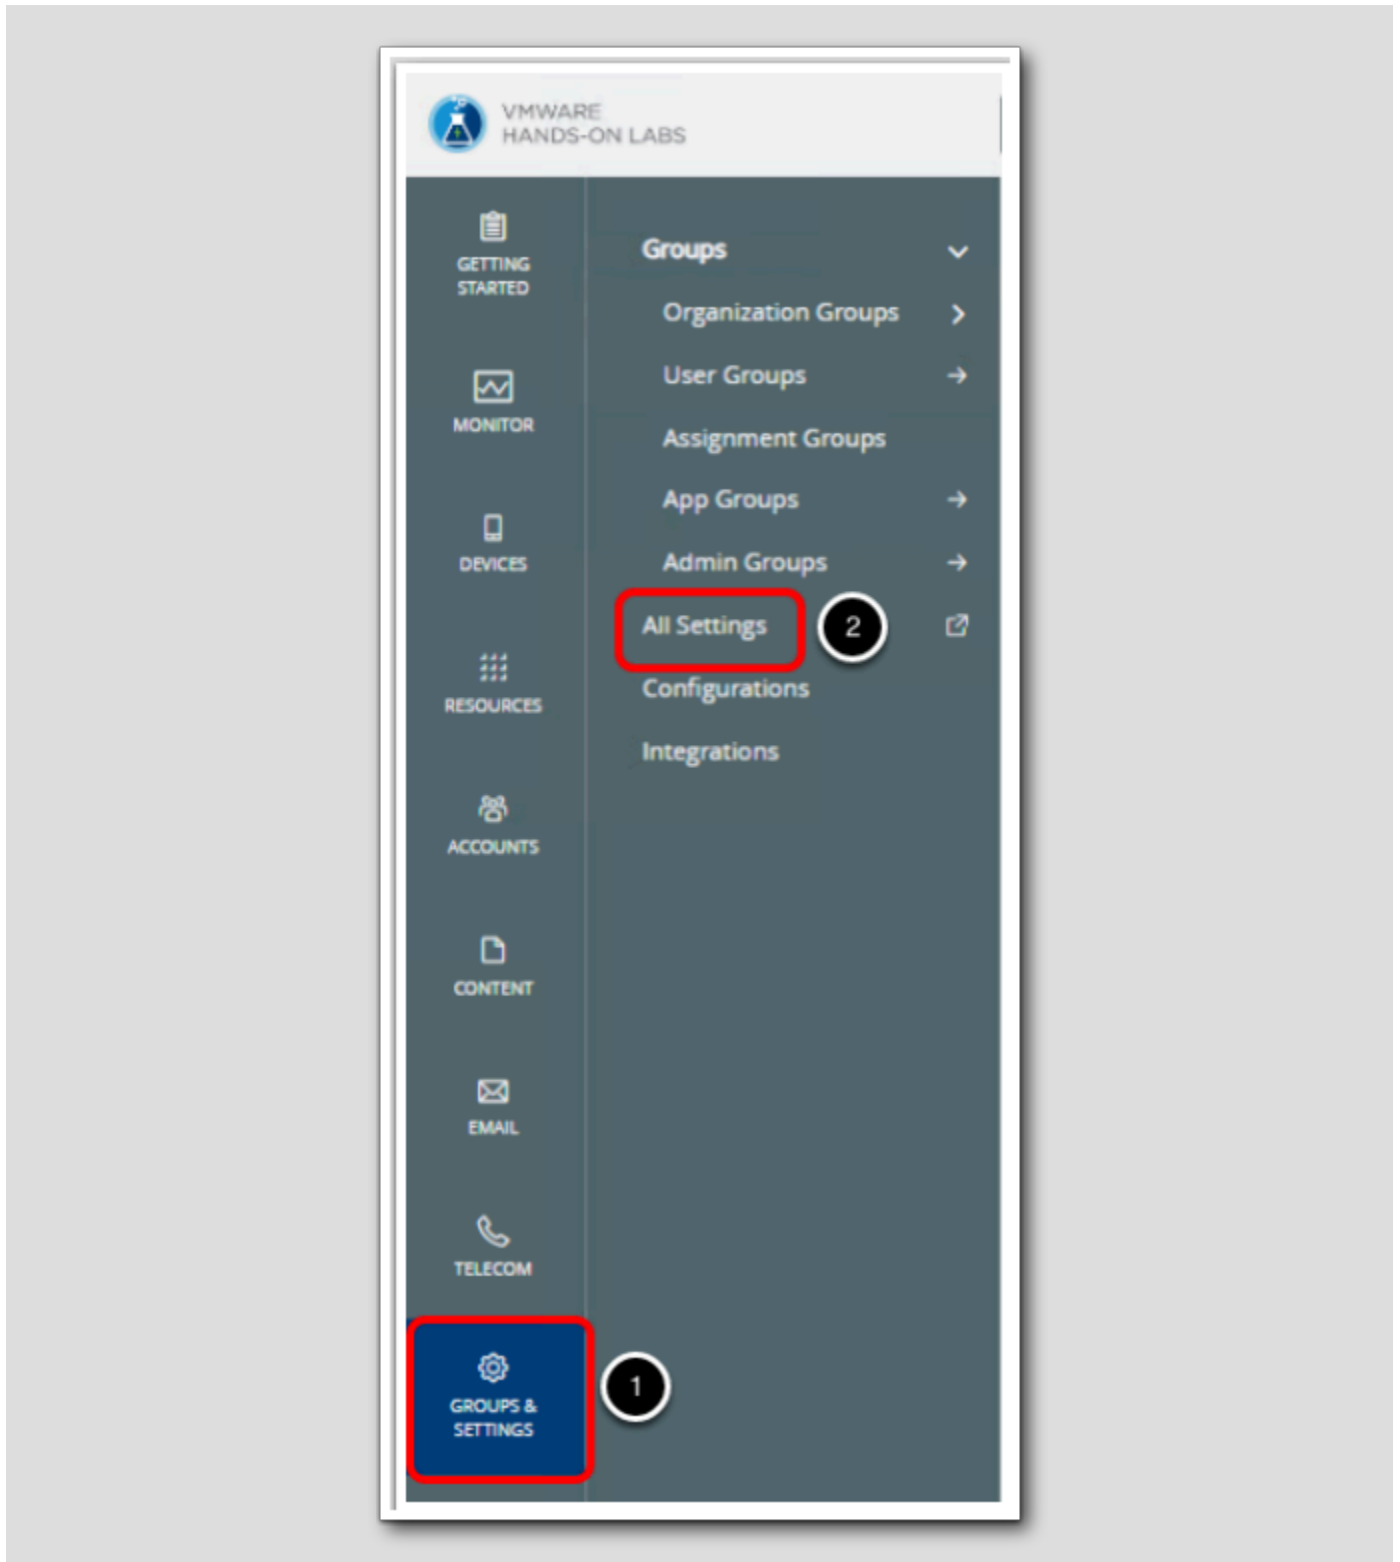 VMWARE
HANDS-ON LABS
GETTING
STARTED
MONITOR
DEVICES
RESOURCES
ACCOUNTS
CONTENT
EMAIL
TELECOM
GROUPS &
SETTINGS
1
Groups
Organization Groups
User Groups
Assignment Groups
App Groups
Admin Groups
All Settings
2
Configurations
Integrations